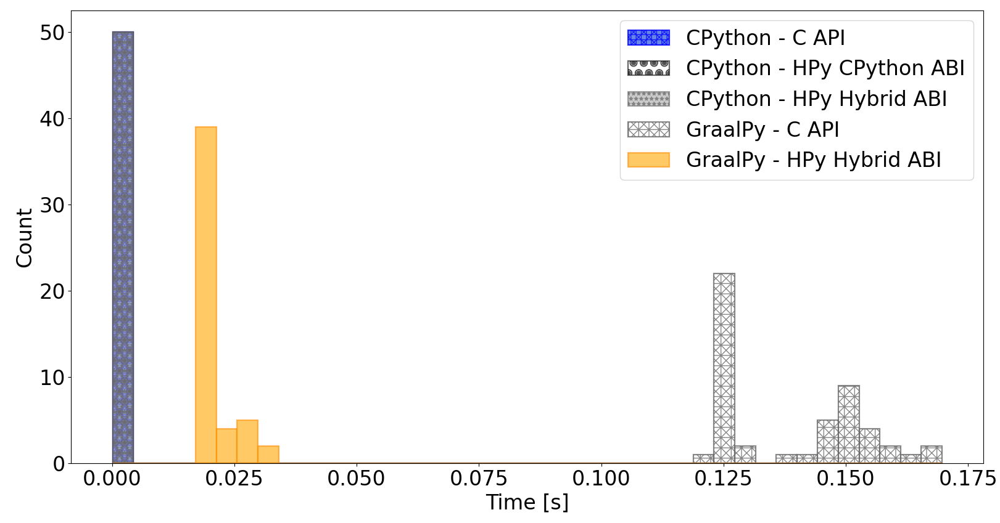 50
40
30
20
10
0
Count
CPython - C API
CPython - HPy CPython ABI
CPython - HPy Hybrid ABI
GraalPy - C API
GraalPy - HPy Hybrid ABI
0.000 0.025 0.050 0.075 0.100 0.125 0.150 0.175
Time [s]